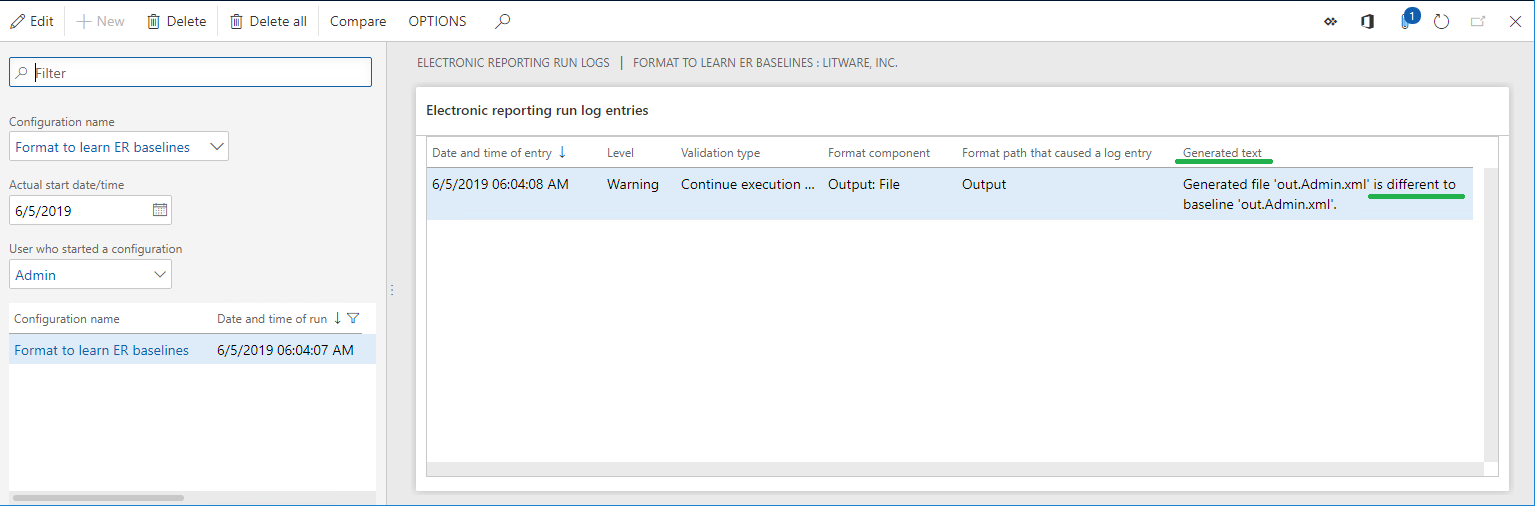 Edit New Delete Delete all Compare OPTIONS 1
Filter
Configuration name
Format to learn ER baselines
Actual start date/time
6/5/2019
User who started a configuration
Admin
Configuration name Date and time of run
Format to learn ER baselines 6/5/2019 06:04:07 AM
ELECTRONIC REPORTING RUN LOGS | FORMAT TO LEARN ER BASELINES : LITWARE, INC.
Electronic reporting run log entries
Date and time of entry Level Validation type Format component Format path that caused a log entry Generated text
6/5/2019 06:04:08 AM Warning Continue execution ... Output: File Output Generated file 'out.Admin.xml' is different to
baseline 'out.Admin.xml'.